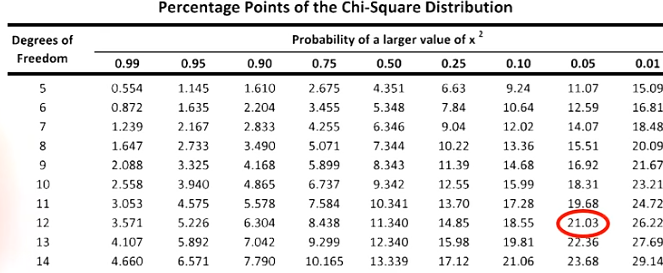 Percentage Points of the Chi-Square Distribution
Degrees of Freedom Probability of a larger value of x ²
0.99 0.95 0.90 0.75 0.50 0.25 0.10 0.05 0.01
5 0.554 1.145 1.610 2.675 4.351 6.63 9.24 11.07 15.09
6 0.872 1.635 2.204 3.455 5.348 7.84 10.64 12.59 16.81
7 1.239 2.167 2.833 4.255 6.346 9.04 12.02 14.07 18.48
8 1.647 2.733 3.490 5.071 7.344 10.22 13.36 15.51 20.09
9 2.088 3.325 4.168 5.899 8.343 11.39 14.68 16.92 21.67
10 2.558 3.940 4.865 6.737 9.342 12.55 15.99 18.31 23.21
11 3.053 4.575 5.578 7.584 10.341 13.70 17.28 19.68 24.72
12 3.571 5.226 6.304 8.438 11.340 14.85 18.55 21.03 26.22
13 4.107 5.892 7.042 9.299 12.340 15.98 19.81 22.36 27.69
14 4.660 6.571 7.790 10.165 13.339 17.12 21.06 23.68 29.14